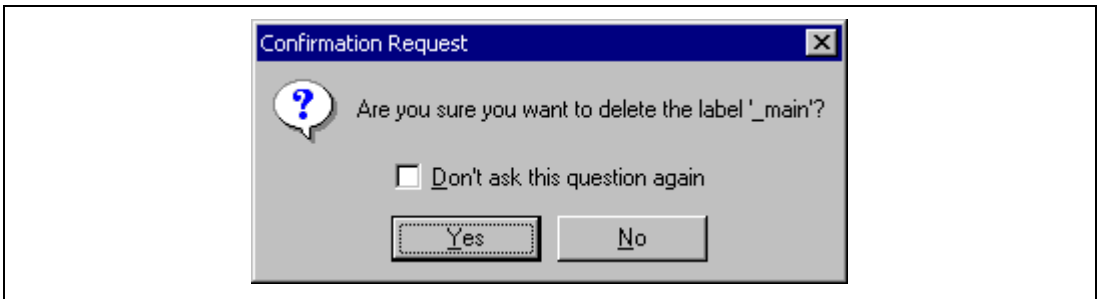 Confirmation Request
Are you sure you want to delete the label '_main'?
Don't ask this question again
Yes
No